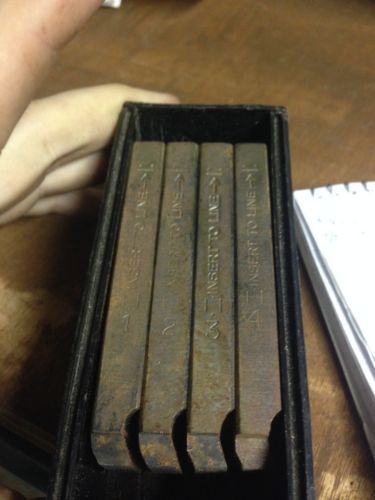 1 INSERT TO LINE
2 INSERT TO LINE
3 INSERT TO LINE
4 INSERT TO LINE